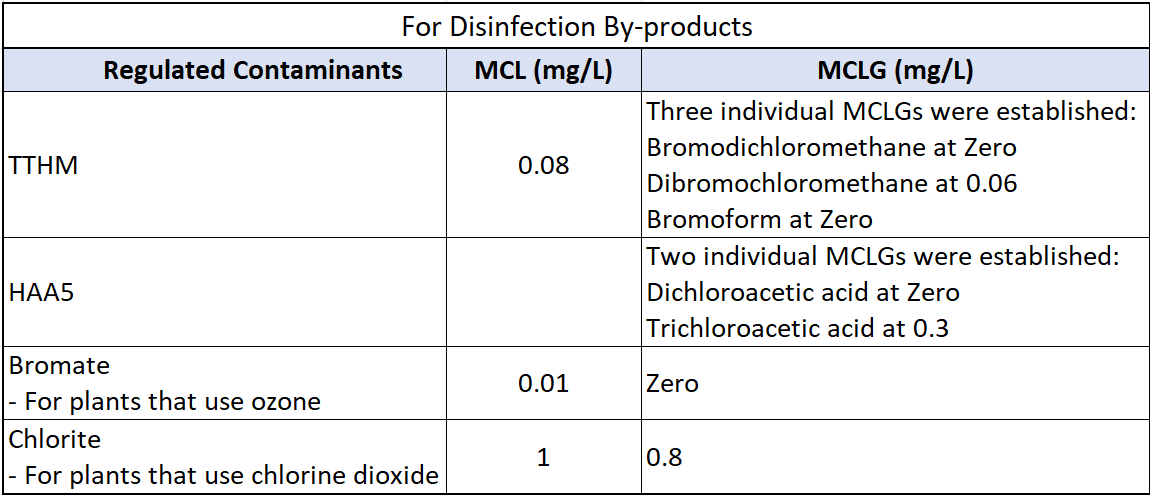 For Disinfection By-products
Regulated Contaminants MCL (mg/L) MCLG (mg/L)
TTHM
0.08
Three individual MCLGs were established:
Bromodichloromethane at Zero
Dibromochloromethane at 0.06
Bromoform at Zero
HAA5
Two individual MCLGs were established:
Dichloroacetic acid at Zero
Trichloroacetic acid at 0.3
Bromate
- For plants that use ozone
0.01
Zero
Chlorite
- For plants that use chlorine dioxide
1
0.8